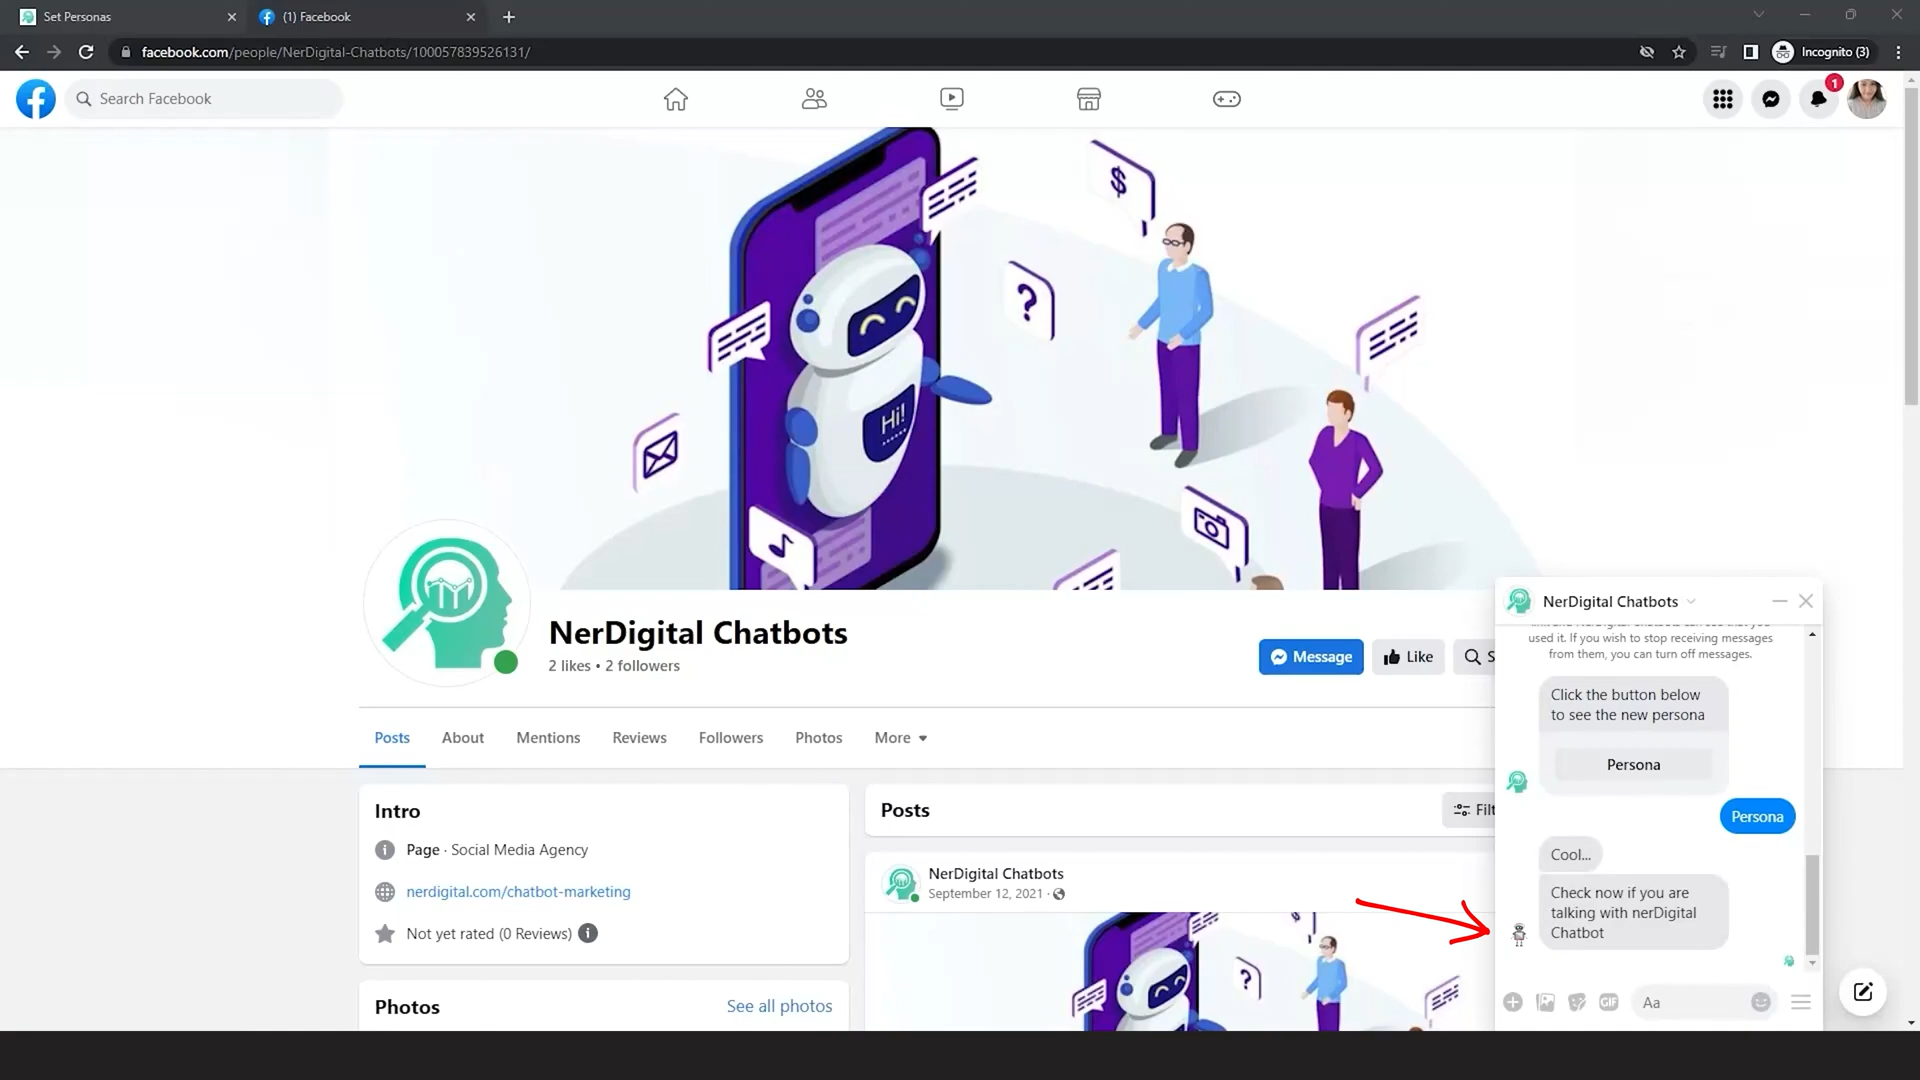 Set Personas
(1) Facebook
facebook.com/people/NerDigital-Chatbots/100057839526131/
Incognito (3)
Search Facebook
1
$
?
Hi!
NerDigital Chatbots
2 likes • 2 followers
Message
Like
S
Posts
About
Mentions
Reviews
Followers
Photos
More
Intro
Page · Social Media Agency
nerdigital.com/chatbot-marketing
Not yet rated (0 Reviews)
Photos
See all photos
Posts
Filt
NerDigital Chatbots
September 12, 2021 ·
?
NerDigital Chatbots
used it. If you wish to stop receiving messages
from them, you can turn off messages.
Click the button below
to see the new persona
Persona
Persona
Cool...
Check now if you are
talking with nerDigital
Chatbot
GIF
Aa